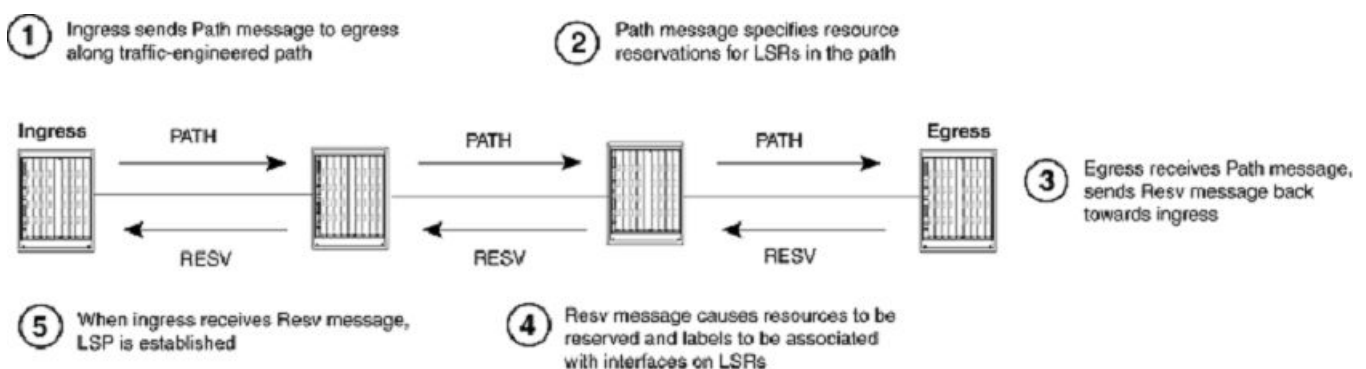 1
Ingress sends Path message to egress
along traffic-engineered path
2
Path message specifies resource
reservations for LSRs in the path
Ingress
PATH
PATH
PATH
Egress
3
Egress receives Path message,
sends Resv message back
towards ingress
RESV
RESV
RESV
5
When ingress receives Resv message,
LSP is established
4
Resv message causes resources to be
reserved and labels to be associated
with interfaces on LSRs